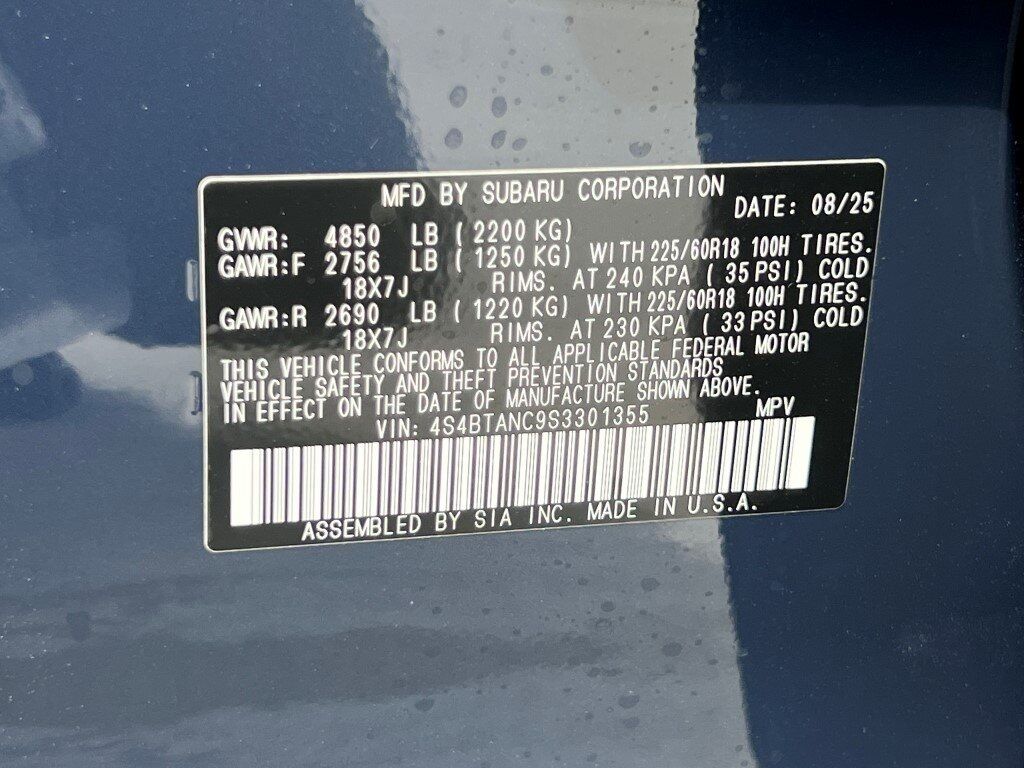 MFD BY SUBARU CORPORATION
DATE: 08/25
GVWR: 4850 LB ( 2200 KG)
GAWR:F 2756 LB ( 1250 KG) WITH 225/60R18 100H TIRES.
18X7J RIMS. AT 240 KPA ( 35 PSI) COLD
GAWR:R 2690 LB ( 1220 KG) WITH 225/60R18 100H TIRES.
18X7J RIMS. AT 230 KPA ( 33 PSI) COLD
THIS VEHICLE CONFORMS TO ALL APPLICABLE FEDERAL MOTOR
VEHICLE SAFETY AND THEFT PREVENTION STANDARDS
IN EFFECT ON THE DATE OF MANUFACTURE SHOWN ABOVE.
VIN: 4S4BTANC9S3301355 MPV
ASSEMBLED BY SIA INC. MADE IN U.S.A.